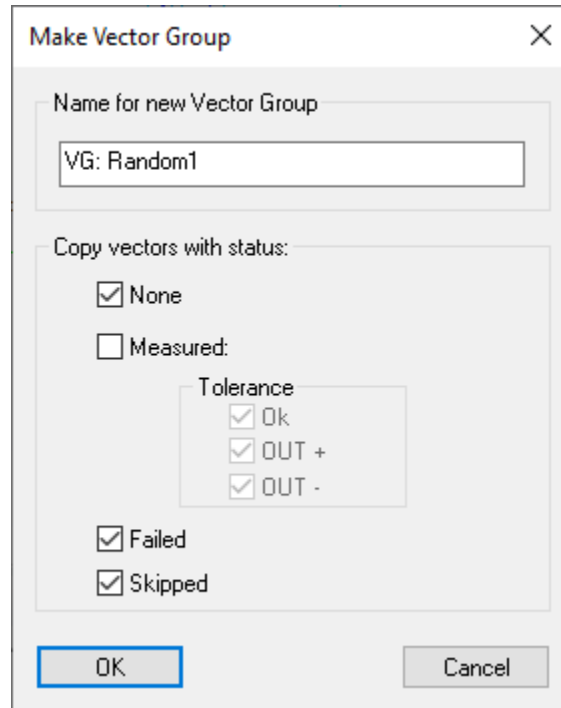 Make Vector Group
Name for new Vector Group
VG: Random1
Copy vectors with status:
None
Measured:
Tolerance
Ok
OUT +
OUT -
Failed
Skipped
OK
Cancel